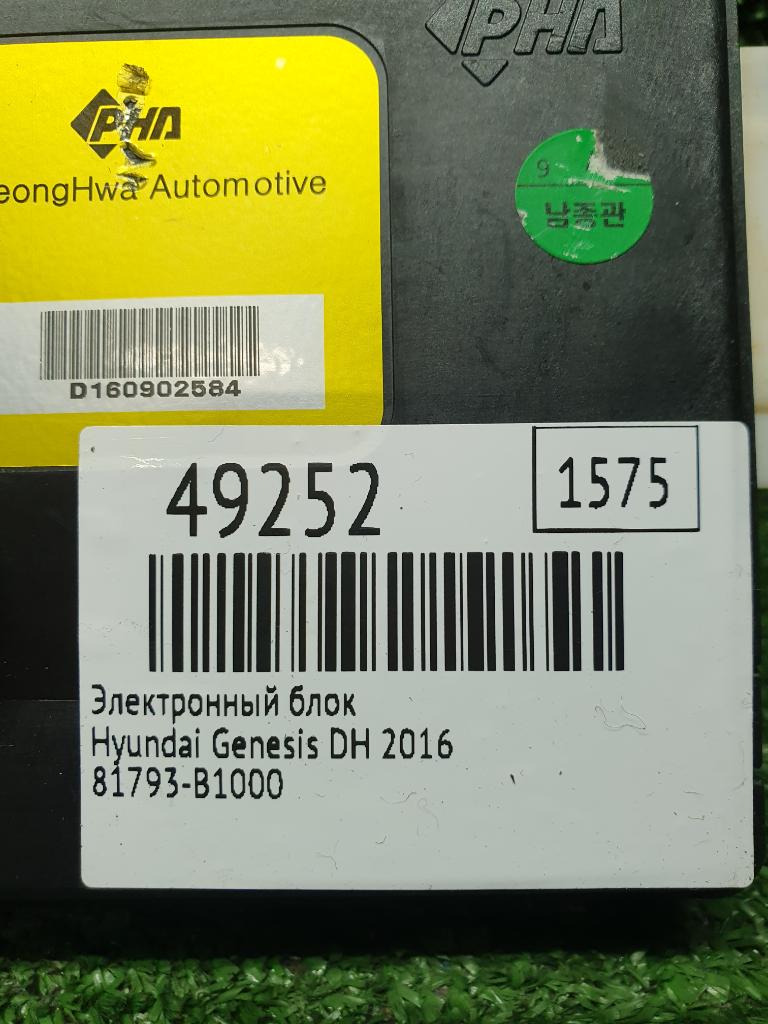 PHA
PHA
eongHwa Automotive
9
남종관
D160902584
49252
1575
Электронный блок
Hyundai Genesis DH 2016
81793-B1000